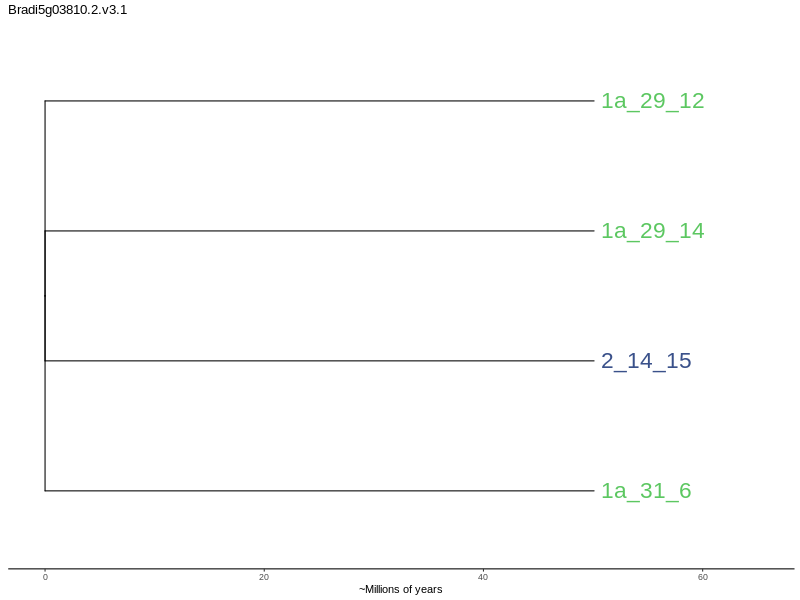 Bradi5g03810.2.v3.1
1a_29_12
1a_29_14
2_14_15
1a_31_6
0 20 40 60
~Millions of years